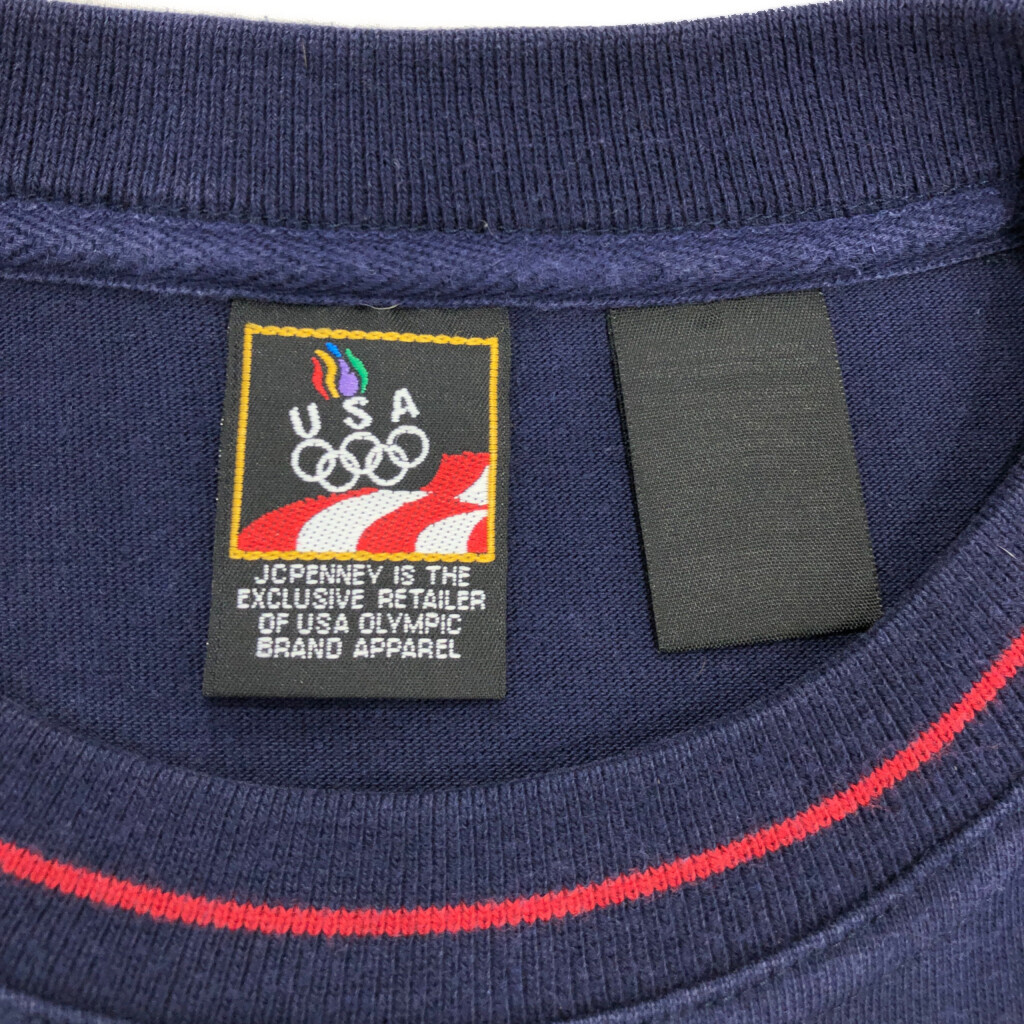 USA
JCPENNEY IS THE
EXCLUSIVE RETAILER
OF USA OLYMPIC
BRAND APPAREL